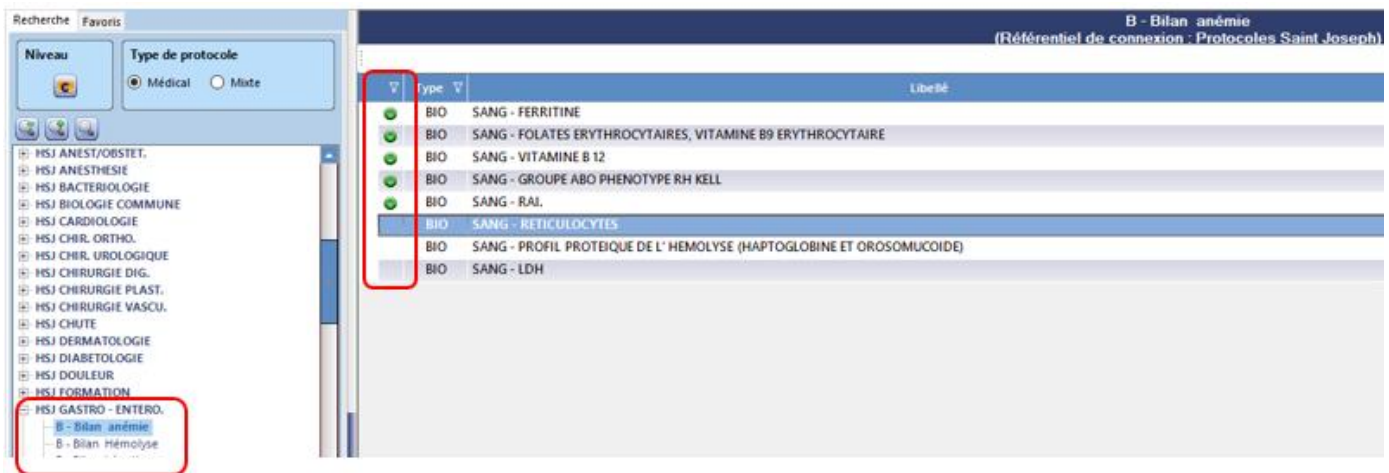 Recherche Favoris
Niveau
Type de protocole
C
Médical Mixte
HSJ ANEST/OBSTET.
HSJ ANESTHESIE
HSJ BACTERIOLOGIE
HSJ BIOLOGIE COMMUNE
HSJ CARDIOLOGIE
HSJ CHIR. ORTHO.
HSJ CHIR. UROLOGIQUE
HSJ CHIRURGIE DIG.
HSJ CHIRURGIE PLAST.
HSJ CHIRURGIE VASCU.
HSJ CHUTE
HSJ DERMATOLOGIE
HSJ DIABETOLOGIE
HSJ DOULEUR
HSJ FORMATION
HSJ GASTRO - ENTERO.
B - Bilan anémie
B - Bilan Hémolyse
B - Bilan anémie
(Référentiel de connexion : Protocoles Saint Joseph)
Type Libellé
BIO SANG - FERRITINE
BIO SANG - FOLATES ERYTHROCYTAIRES, VITAMINE B9 ERYTHROCYTAIRE
BIO SANG - VITAMINE B 12
BIO SANG - GROUPE ABO PHENOTYPE RH KELL
BIO SANG - RAI.
BIO SANG - RETICULOCYTES
BIO SANG - PROFIL PROTEIQUE DE L' HEMOLYSE (HAPTOGLOBINE ET OROSOMUCOIDE)
BIO SANG - LDH